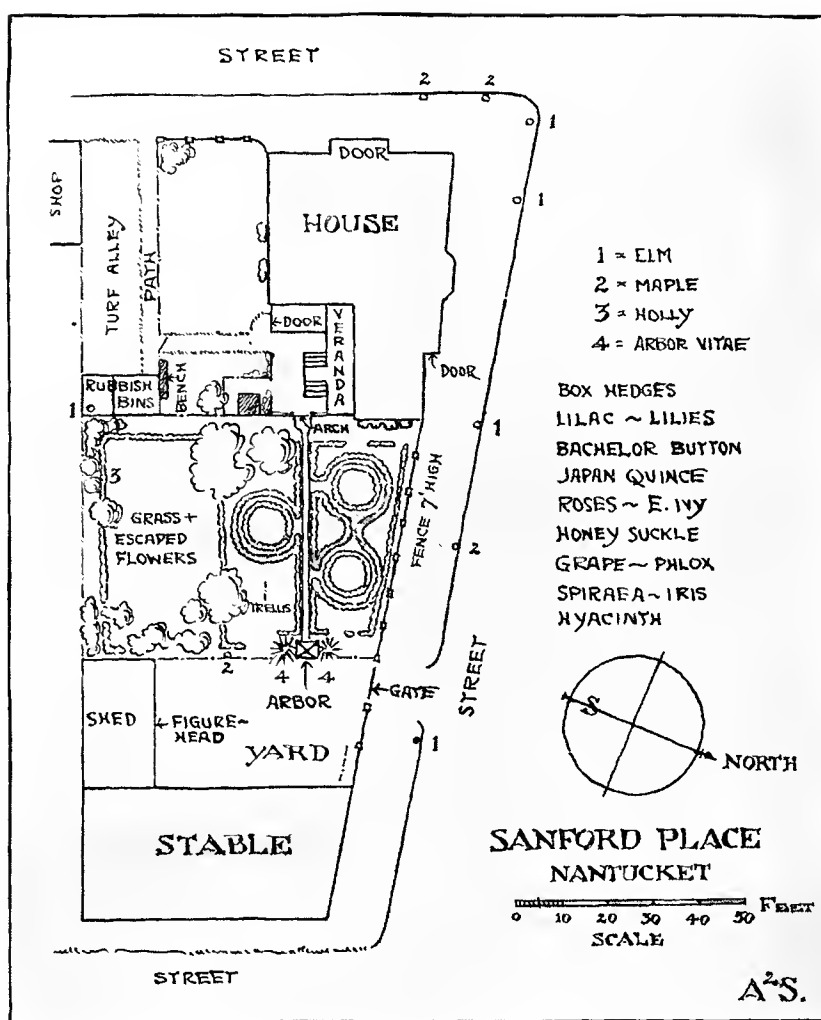 STREET
2 2
1
SHOP
TURF ALLEY
PATH
DOOR
HOUSE
1
1 = ELM
2 = MAPLE
3 = HOLLY
4 = ARBOR VITAE
←DOOR
VERANDA
BENCH
RUBBISH
BINS
1
DOOR
BOX HEDGES
LILAC ~ LILIES
BACHELOR BUTTON
JAPAN QUINCE
ROSES ~ E. IVY
HONEY SUCKLE
GRAPE ~ PHLOX
SPIRAEA ~ IRIS
HYACINTH
ARCH
1
3
GRASS +
ESCAPED
FLOWERS
FENCE 7' HIGH
2
TRELLIS
2
4 4
ARBOR
←GATE
STREET
SHED
←FIGURE~
HEAD
YARD
1
S
NORTH
STABLE
SANFORD PLACE
NANTUCKET
0 10 20 30 40 50 FEET
SCALE
STREET
A²S.